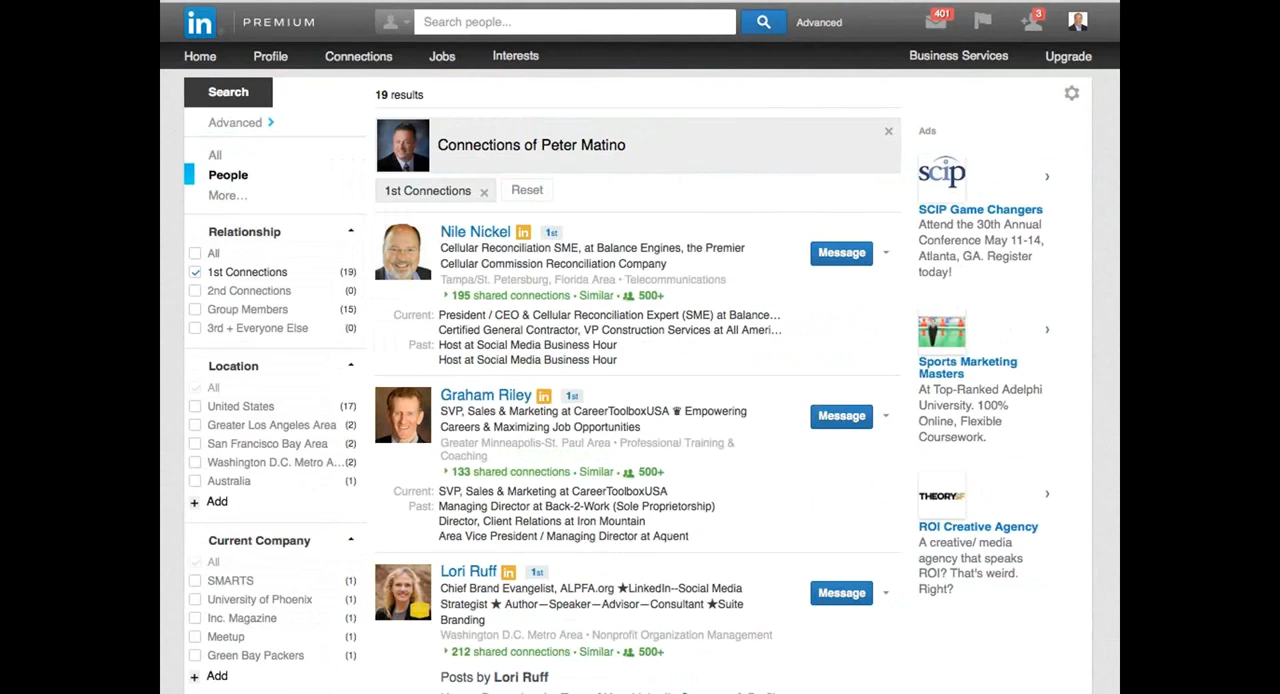 in PREMIUM
Search people...
Advanced
401
3
Home Profile Connections Jobs Interests Business Services Upgrade
Search
Advanced
All
People
More...
Relationship
All
1st Connections (19)
2nd Connections (0)
Group Members (15)
3rd + Everyone Else (0)
Location
All
United States (17)
Greater Los Angeles Area (2)
San Francisco Bay Area (2)
Washington D.C. Metro A...(2)
Australia (1)
+ Add
Current Company
All
SMARTS (1)
University of Phoenix (1)
Inc. Magazine (1)
Meetup (1)
Green Bay Packers (1)
+ Add
19 results
Connections of Peter Matino
1st Connections × Reset
Nile Nickel in 1st
Cellular Reconciliation SME, at Balance Engines, the Premier
Cellular Commission Reconciliation Company
Tampa/St. Petersburg, Florida Area • Telecommunications
195 shared connections • Similar • 500+
Current: President / CEO & Cellular Reconciliation Expert (SME) at Balance...
Certified General Contractor, VP Construction Services at All Ameri...
Past: Host at Social Media Business Hour
Host at Social Media Business Hour
Message
Graham Riley in 1st
SVP, Sales & Marketing at CareerToolboxUSA ♛ Empowering
Careers & Maximizing Job Opportunities
Greater Minneapolis-St. Paul Area • Professional Training &
Coaching
133 shared connections • Similar • 500+
Current: SVP, Sales & Marketing at CareerToolboxUSA
Past: Managing Director at Back-2-Work (Sole Proprietorship)
Director, Client Relations at Iron Mountain
Area Vice President / Managing Director at Aquent
Message
Lori Ruff in 1st
Chief Brand Evangelist, ALPFA.org ★LinkedIn--Social Media
Strategist ★ Author—Speaker—Advisor—Consultant ★Suite
Branding
Washington D.C. Metro Area • Nonprofit Organization Management
212 shared connections • Similar • 500+
Posts by Lori Ruff
Message
Ads
scip
SCIP Game Changers
Attend the 30th Annual
Conference May 11-14,
Atlanta, GA. Register
today!
Sports Marketing
Masters
At Top-Ranked Adelphi
University. 100%
Online, Flexible
Coursework.
THEORYSF
ROI Creative Agency
A creative/ media
agency that speaks
ROI? That's weird.
Right?